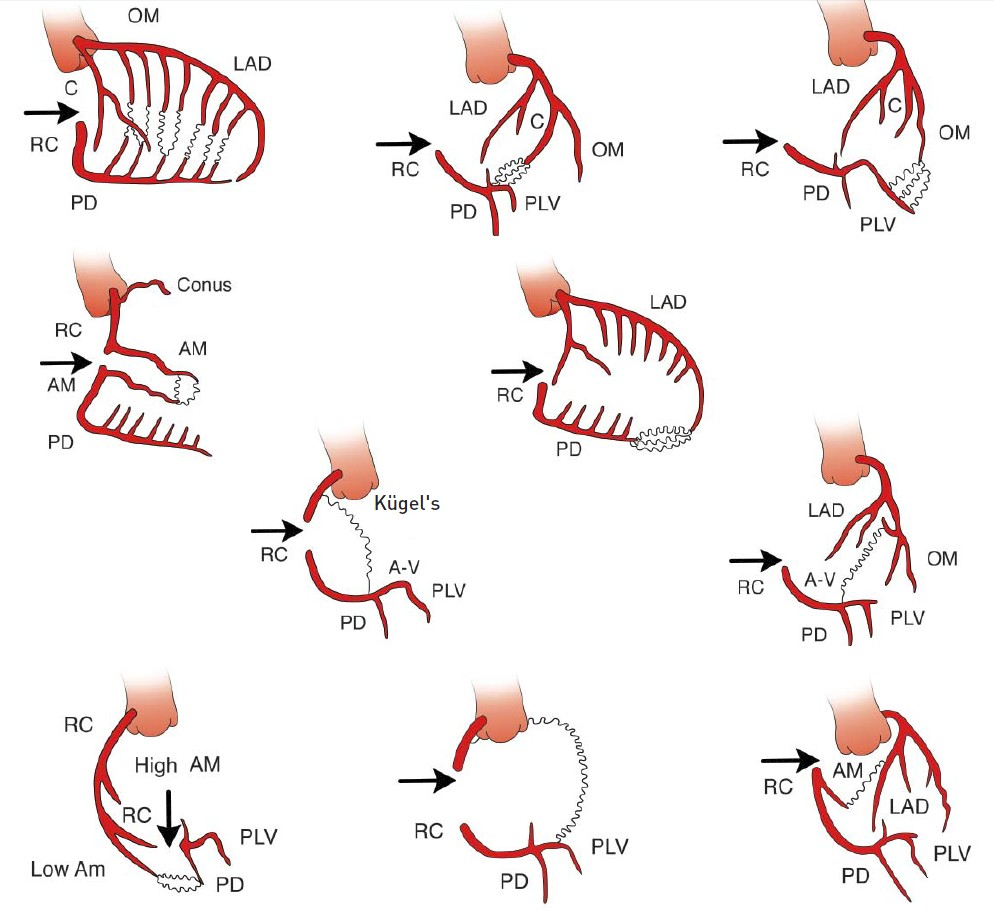 OM
LAD
C
RC
PD
LAD
C
RC
OM
PD
PLV
LAD
C
OM
RC
PD
PLV
Conus
RC
AM
AM
PD
LAD
RC
PD
Kügel's
RC
A-V
PLV
PD
LAD
OM
RC
A-V
PLV
PD
RC
High AM
RC
PLV
Low Am
PD
RC
PLV
PD
AM
RC
LAD
PLV
PD